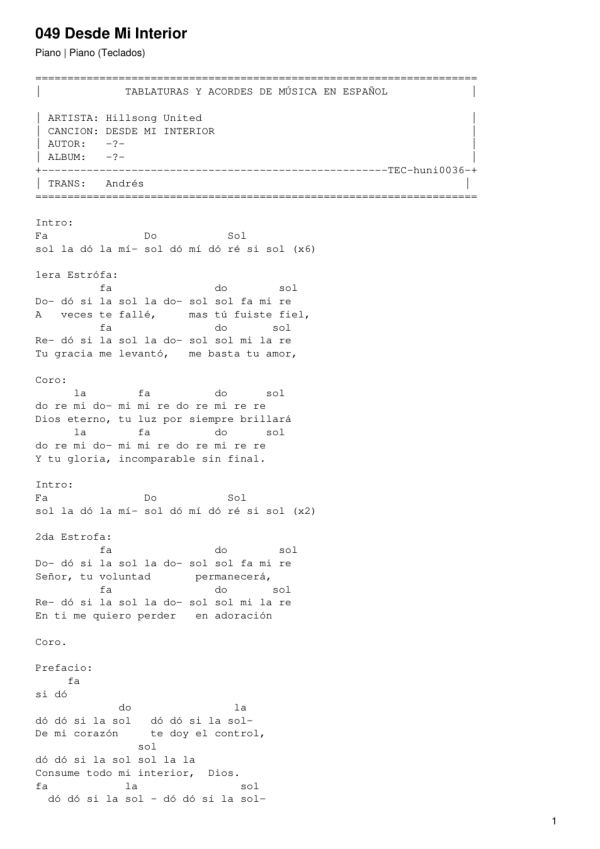 049 Desde Mi Interior
Piano | Piano (Teclados)
=====================================================================
|             TABLATURAS Y ACORDES DE MÚSICA EN ESPAÑOL             |
| ARTISTA: Hillsong United                                          |
| CANCION: DESDE MI INTERIOR                                        |
| AUTOR:   -?-                                                      |
| ALBUM:   -?-                                                      |
+------------------------------------------------------TEC-huni0036-+
| TRANS:   Andrés                                                  |
=====================================================================
Intro:
Fa               Do           Sol
sol la dó la mí- sol dó mí dó ré si sol (x6)
1era Estrófa:
          fa                do        sol
Do- dó si la sol la do- sol sol fa mi re
A   veces te fallé,     mas tú fuiste fiel,
          fa                do       sol
Re- dó si la sol la do- sol sol mi la re
Tu gracia me levantó,   me basta tu amor,
Coro:
      la        fa          do      sol
do re mi do- mi mi re do re mi re re
Dios eterno, tu luz por siempre brillará
      la        fa          do      sol
do re mi do- mi mi re do re mi re re
Y tu gloria, incomparable sin final.
Intro:
Fa               Do           Sol
sol la dó la mí- sol dó mí dó ré si sol (x2)
2da Estrofa:
          fa                do        sol
Do- dó si la sol la do- sol sol fa mi re
Señor, tu voluntad       permanecerá,
          fa                do       sol
Re- dó si la sol la do- sol sol mi la re
En ti me quiero perder   en adoración
Coro.
Prefacio:
     fa
si dó
             do                la
dó dó si la sol   dó dó si la sol-
De mi corazón     te doy el control,
                sol
dó dó si la sol sol la la
Consume todo mi interior,  Dios.
fa            la                sol
  dó dó si la sol - dó dó si la sol-
1